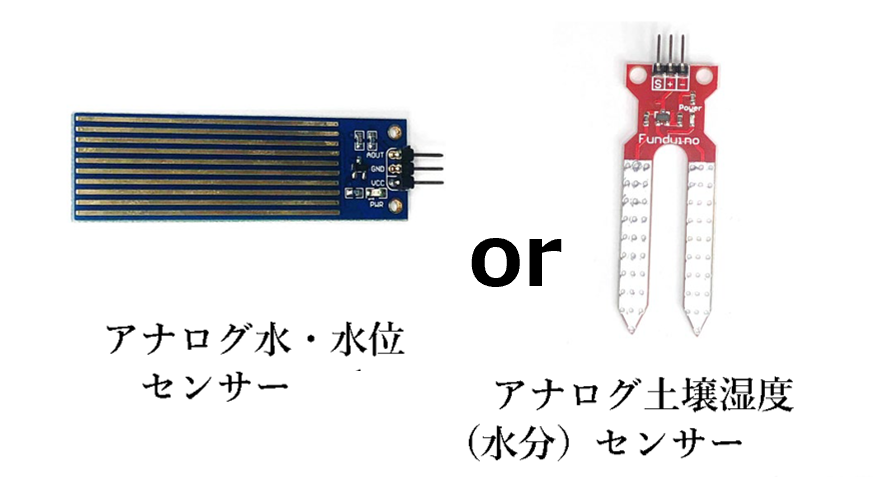 AOUT
GND
VCC
PWR
S + -
Power
Funduino
or
アナログ水・水位
センサー
アナログ土壌湿度
（水分）センサー